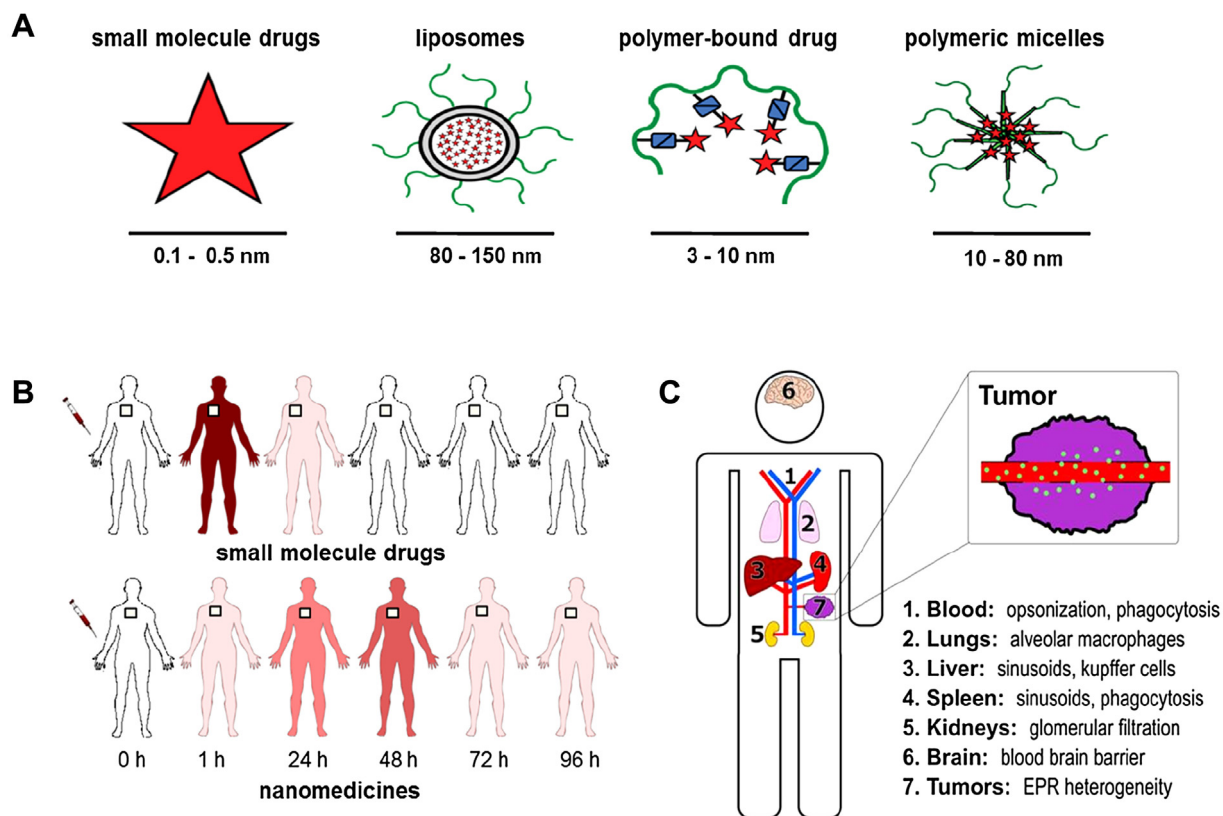 A
small molecule drugs
liposomes
polymer-bound drug
polymeric micelles
0.1 - 0.5 nm
80 - 150 nm
3 - 10 nm
10 - 80 nm
B
small molecule drugs
0 h
1 h
24 h
48 h
72 h
96 h
nanomedicines
C
6
1
2
3
4
7
5
Tumor
1. Blood: opsonization, phagocytosis
2. Lungs: alveolar macrophages
3. Liver: sinusoids, kupffer cells
4. Spleen: sinusoids, phagocytosis
5. Kidneys: glomerular filtration
6. Brain: blood brain barrier
7. Tumors: EPR heterogeneity